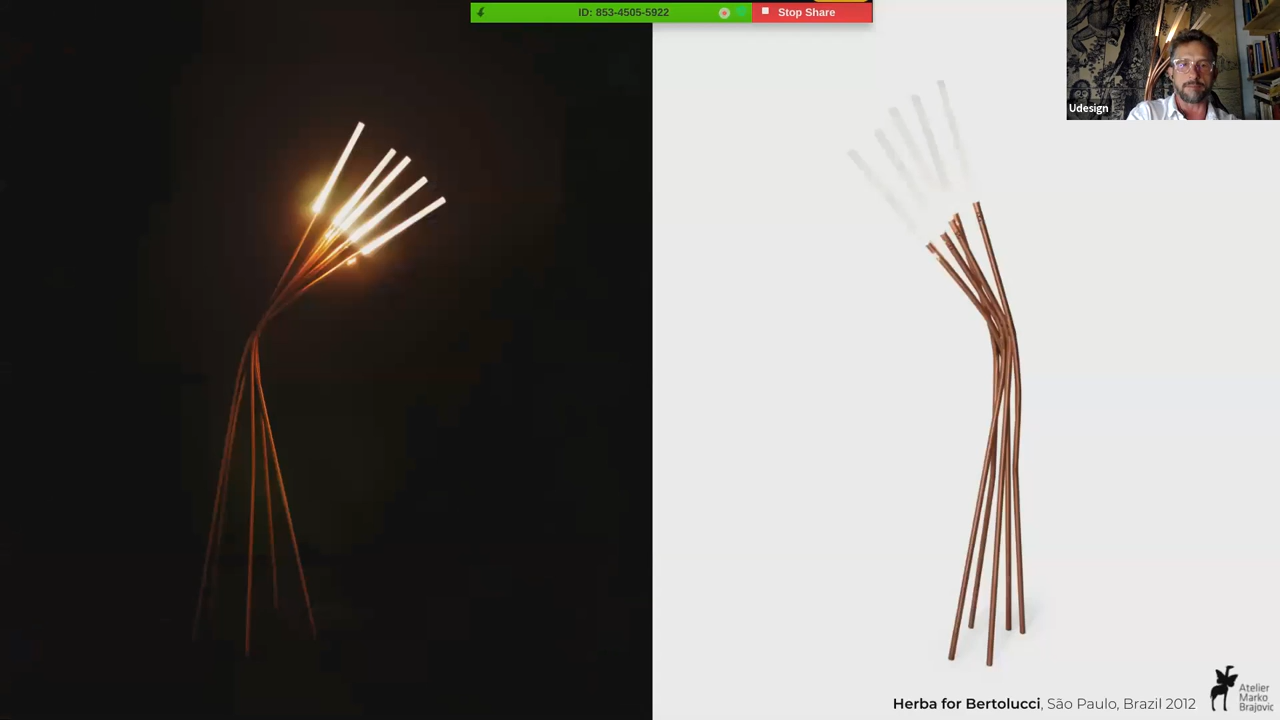 ID: 853-4505-5922
Stop Share
Udesign
Herba for Bertolucci, São Paulo, Brazil 2012
Atelier
Marko
Brajovic